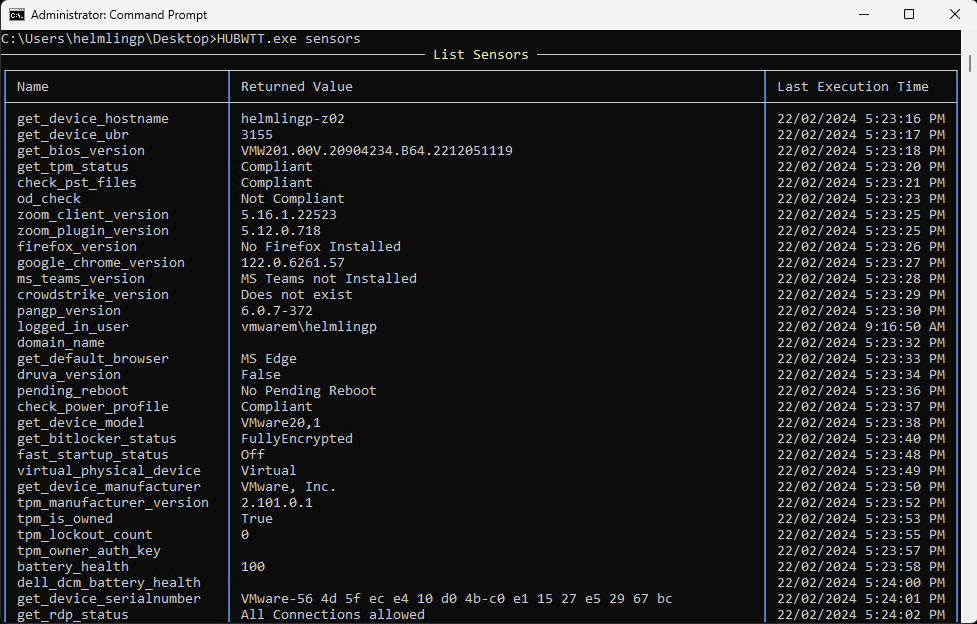 Administrator: Command Prompt
C:\Users\helmlingp\Desktop>HUBWTT.exe sensors
List Sensors
Name Returned Value Last Execution Time
get_device_hostname helmlingp-z02 22/02/2024 5:23:16 PM
get_device_ubr 3155 22/02/2024 5:23:17 PM
get_bios_version VMW201.00V.20904234.B64.2212051119 22/02/2024 5:23:18 PM
get_tpm_status Compliant 22/02/2024 5:23:20 PM
check_pst_files Compliant 22/02/2024 5:23:21 PM
od_check Not Compliant 22/02/2024 5:23:23 PM
zoom_client_version 5.16.1.22523 22/02/2024 5:23:25 PM
zoom_plugin_version 5.12.0.718 22/02/2024 5:23:25 PM
firefox_version No Firefox Installed 22/02/2024 5:23:26 PM
google_chrome_version 122.0.6261.57 22/02/2024 5:23:27 PM
ms_teams_version MS Teams not Installed 22/02/2024 5:23:28 PM
crowdstrike_version Does not exist 22/02/2024 5:23:29 PM
pangp_version 6.0.7-372 22/02/2024 5:23:30 PM
logged_in_user vmwarem\helmlingp 22/02/2024 9:16:50 AM
domain_name 22/02/2024 5:23:32 PM
get_default_browser MS Edge 22/02/2024 5:23:33 PM
druva_version False 22/02/2024 5:23:34 PM
pending_reboot No Pending Reboot 22/02/2024 5:23:36 PM
check_power_profile Compliant 22/02/2024 5:23:37 PM
get_device_model VMware20,1 22/02/2024 5:23:38 PM
get_bitlocker_status FullyEncrypted 22/02/2024 5:23:40 PM
fast_startup_status Off 22/02/2024 5:23:48 PM
virtual_physical_device Virtual 22/02/2024 5:23:49 PM
get_device_manufacturer VMware, Inc. 22/02/2024 5:23:50 PM
tpm_manufacturer_version 2.101.0.1 22/02/2024 5:23:52 PM
tpm_is_owned True 22/02/2024 5:23:53 PM
tpm_lockout_count 0 22/02/2024 5:23:55 PM
tpm_owner_auth_key 22/02/2024 5:23:57 PM
battery_health 100 22/02/2024 5:23:58 PM
dell_dcm_battery_health 22/02/2024 5:24:00 PM
get_device_serialnumber VMware-56 4d 5f ec e4 10 d0 4b-c0 e1 15 27 e5 29 67 bc 22/02/2024 5:24:01 PM
get_rdp_status All Connections allowed 22/02/2024 5:24:02 PM